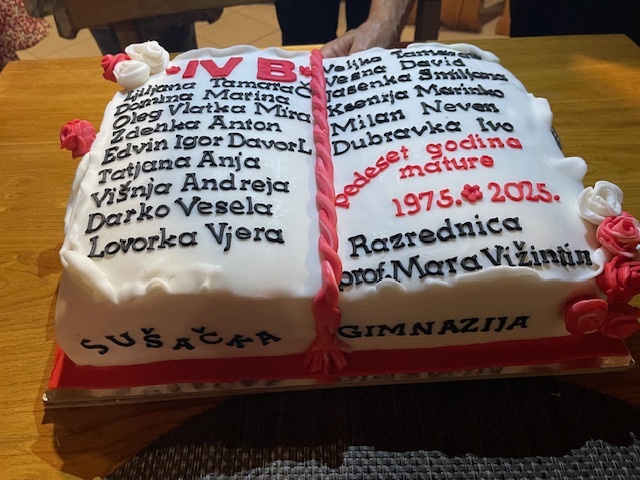 IV B
Ljiljana Tamara Č
Domina Marina
Oleg Vlatka Mira
Zdenka Anton
Edvin Igor Davor L
Tatjana Anja
Višnja Andreja
Darko Vesela
Lovorka Vjera
Veljko Tamara S
Vesna David
Jasenka Smiljana
Ksenija Marinko
Milan Neven
Dubravka Ivo
Pedeset godina
mature
1975. 2025.
Razrednica
prof. Mara Vižintin
SUŠAČKA GIMNAZIJA